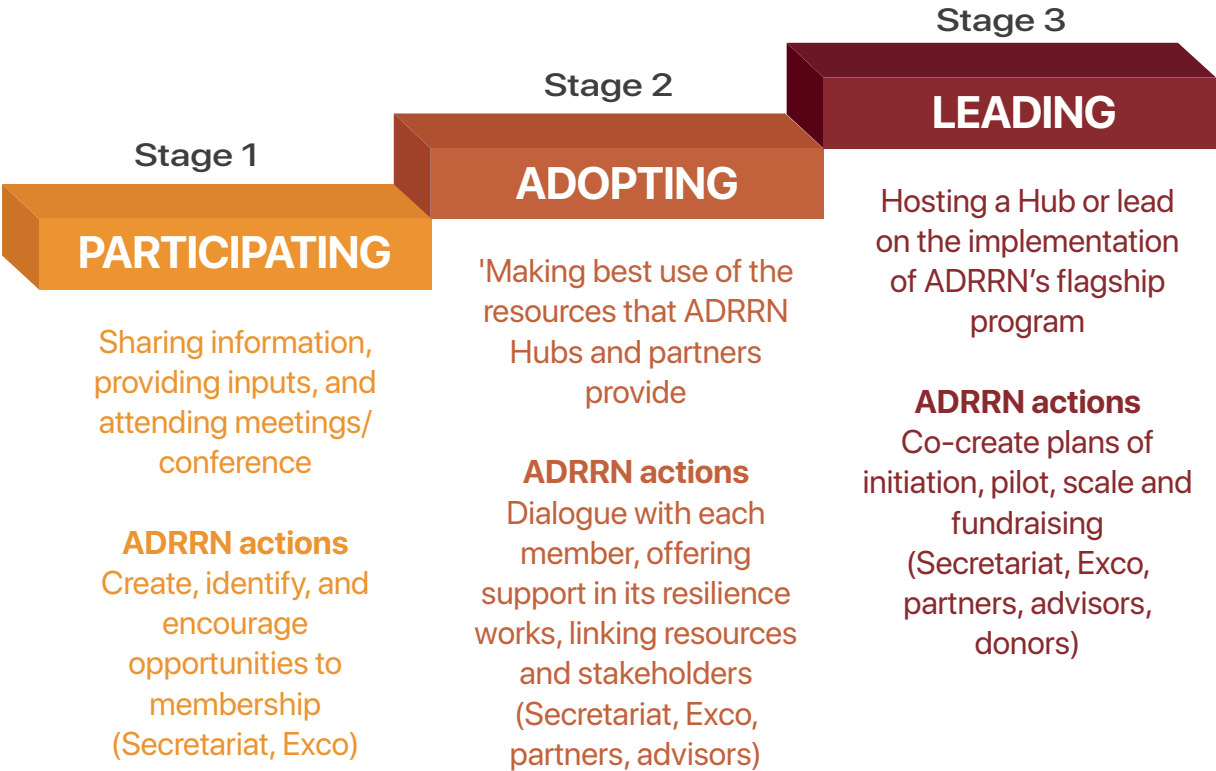 Stage 1
PARTICIPATING
Sharing information,
providing inputs, and
attending meetings/
conference
ADRRN actions
Create, identify, and
encourage
opportunities to
membership
(Secretariat, Exco)
Stage 2
ADOPTING
'Making best use of the
resources that ADRRN
Hubs and partners
provide
ADRRN actions
Dialogue with each
member, offering
support in its resilience
works, linking resources
and stakeholders
(Secretariat, Exco,
partners, advisors)
Stage 3
LEADING
Hosting a Hub or lead
on the implementation
of ADRRN’s flagship
program
ADRRN actions
Co-create plans of
initiation, pilot, scale and
fundraising
(Secretariat, Exco,
partners, advisors,
donors)